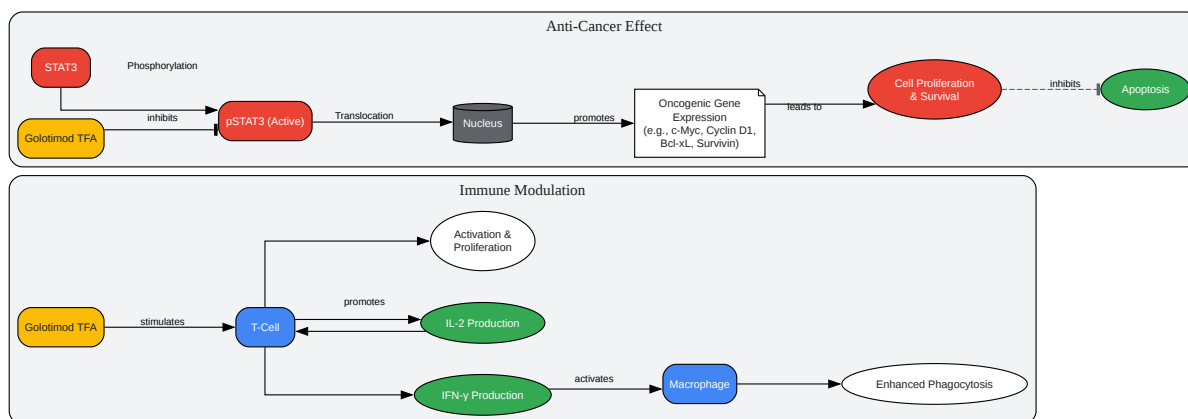 Anti-Cancer Effect
STAT3
Phosphorylation
Golotimod TFA
inhibits
pSTAT3 (Active)
Translocation
Nucleus
promotes
Oncogenic Gene
Expression
(e.g., c-Myc, Cyclin D1,
Bcl-xL, Survivin)
leads to
Cell Proliferation
& Survival
inhibits
Apoptosis
Immune Modulation
Activation &
Proliferation
Golotimod TFA
stimulates
T-Cell
promotes
IL-2 Production
IFN-γ Production
activates
Macrophage
Enhanced Phagocytosis